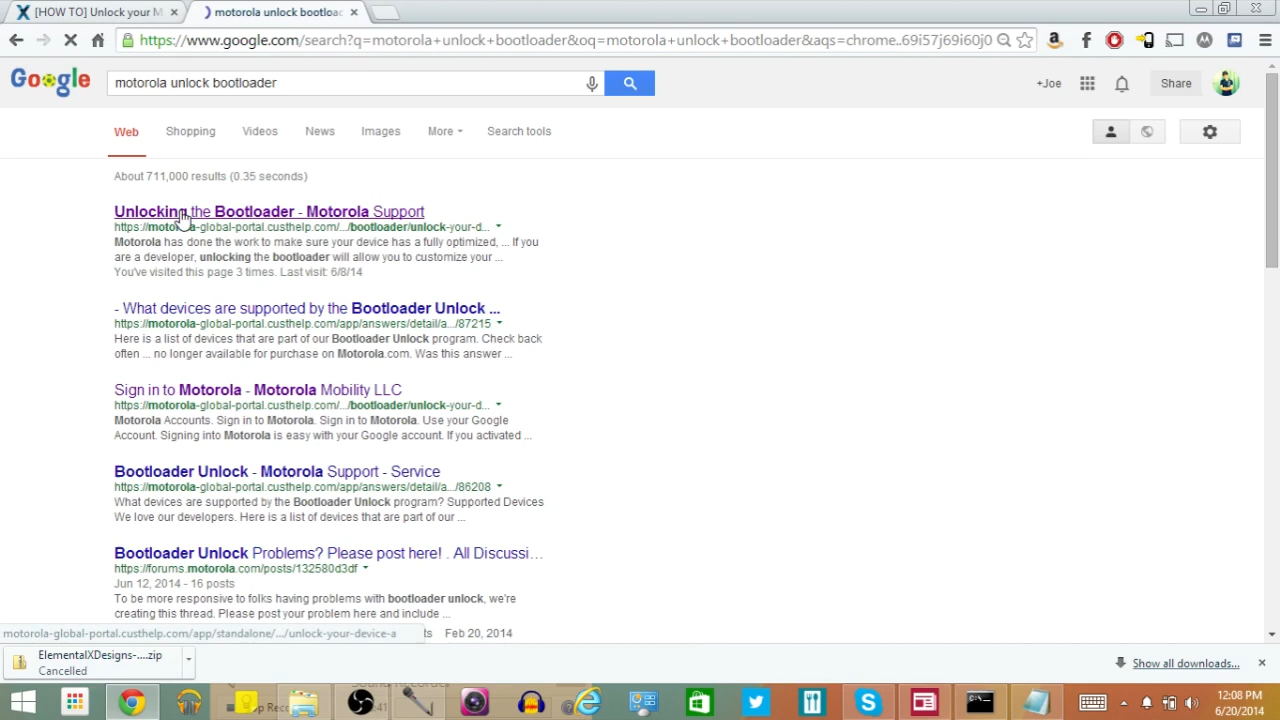 [HOW TO] Unlock your M
motorola unlock bootloa
https://www.google.com/search?q=motorola+unlock+bootloader&oq=motorola+unlock+bootloader&aqs=chrome..69i57j69i60j0
Google
motorola unlock bootloader
+Joe
Share
Web
Shopping
Videos
News
Images
More
Search tools
About 711,000 results (0.35 seconds)
Unlocking the Bootloader - Motorola Support
https://motorola-global-portal.custhelp.com/.../bootloader/unlock-your-d...
Motorola has done the work to make sure your device has a fully optimized, ... If you
are a developer, unlocking the bootloader will allow you to customize your ...
You've visited this page 3 times. Last visit: 6/8/14
- What devices are supported by the Bootloader Unlock ...
https://motorola-global-portal.custhelp.com/app/answers/detail/a.../87215
Here is a list of devices that are part of our Bootloader Unlock program. Check back
often ... no longer available for purchase on Motorola.com. Was this answer ...
Sign in to Motorola - Motorola Mobility LLC
https://motorola-global-portal.custhelp.com/.../bootloader/unlock-your-d...
Motorola Accounts. Sign in to Motorola. Sign in to Motorola. Use your Google
Account. Signing into Motorola is easy with your Google account. If you activated ...
Bootloader Unlock - Motorola Support - Service
https://motorola-global-portal.custhelp.com/app/answers/detail/a.../86208
What devices are supported by the Bootloader Unlock program? Supported Devices
We love our developers. Here is a list of devices that are part of our ...
Bootloader Unlock Problems? Please post here! . All Discussi...
https://forums.motorola.com/posts/132580d3df
Jun 12, 2014 - 16 posts
To be more responsive to folks having problems with bootloader unlock, we're
creating this thread. Please post your problem here and include ...
motorola-global-portal.custhelp.com/app/standalone/.../unlock-your-device-a
ts Feb 20, 2014
ElementalXDesigns-....zip
Cancelled
Show all downloads...
12:08 PM
6/20/2014